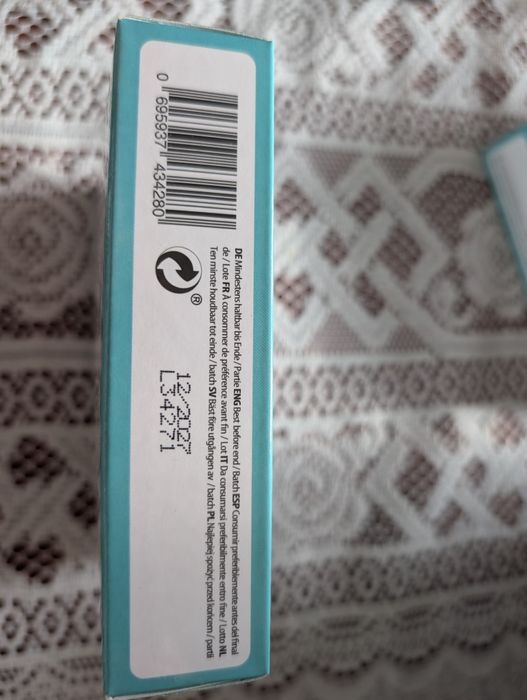 0 695937 434280
DE Mindestens haltbar bis Ende / Partie ENG Best before end / Batch ESP Consumir preferiblemente antes del final
de / Lote FR À consommer de préférence avant fin / Lot IT Da consumarsi preferibilmente entro fine / Lotto NL
Ten minste houdbaar tot einde / batch SV Bäst före utgången av / batch PL Najlepiej spożyć przed końcem / partii
®
12/2027
L34271